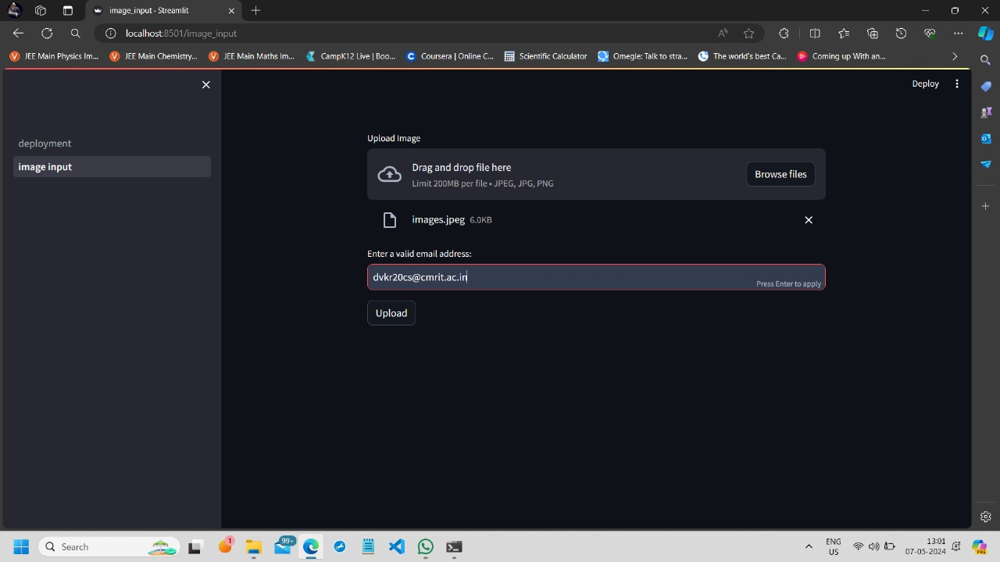 image_input · Streamlit
localhost:8501/image_input
JEE Main Physics Im...
JEE Main Chemistry...
JEE Main Maths Im...
CampK12 Live | Boo...
Coursera | Online C...
Scientific Calculator
Omegle: Talk to stra...
The world's best Ca...
Coming up With an...
Deploy
deployment
image input
Upload Image
Drag and drop file here
Limit 200MB per file • JPEG, JPG, PNG
Browse files
images.jpeg 6.0KB
Enter a valid email address:
dvkr20cs@cmrit.ac.in
Press Enter to apply
Upload
Search
1
99+
ENG
US
13:01
07-05-2024
PRE